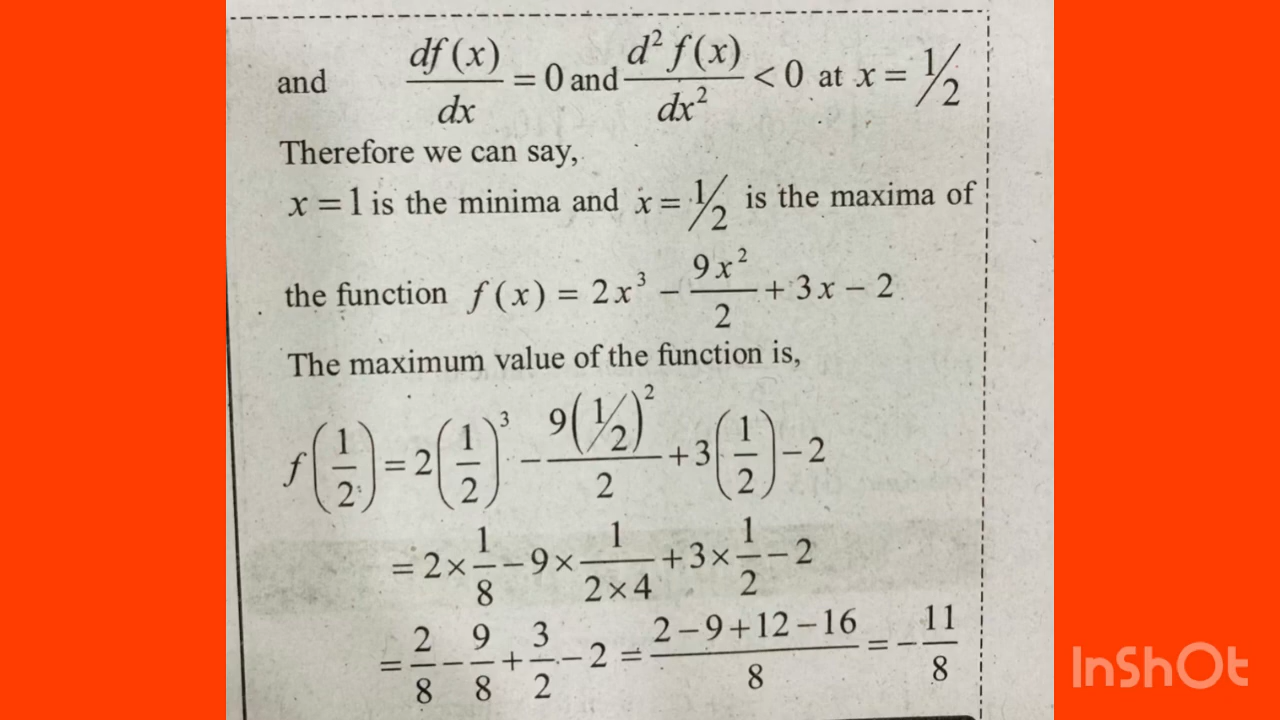 and df(x)/dx = 0 and d²f(x)/dx² < 0 at x = 1/2
Therefore we can say,
x = 1 is the minima and x = 1/2 is the maxima of
the function f(x) = 2x³ − 9x²/2 + 3x − 2
The maximum value of the function is,
f(1/2) = 2(1/2)³ − 9(1/2)²/2 + 3(1/2) − 2
= 2 × 1/8 − 9 × 1/(2×4) + 3 × 1/2 − 2
= 2/8 − 9/8 + 3/2 − 2 = (2 − 9 + 12 − 16)/8 = − 11/8
InShOt